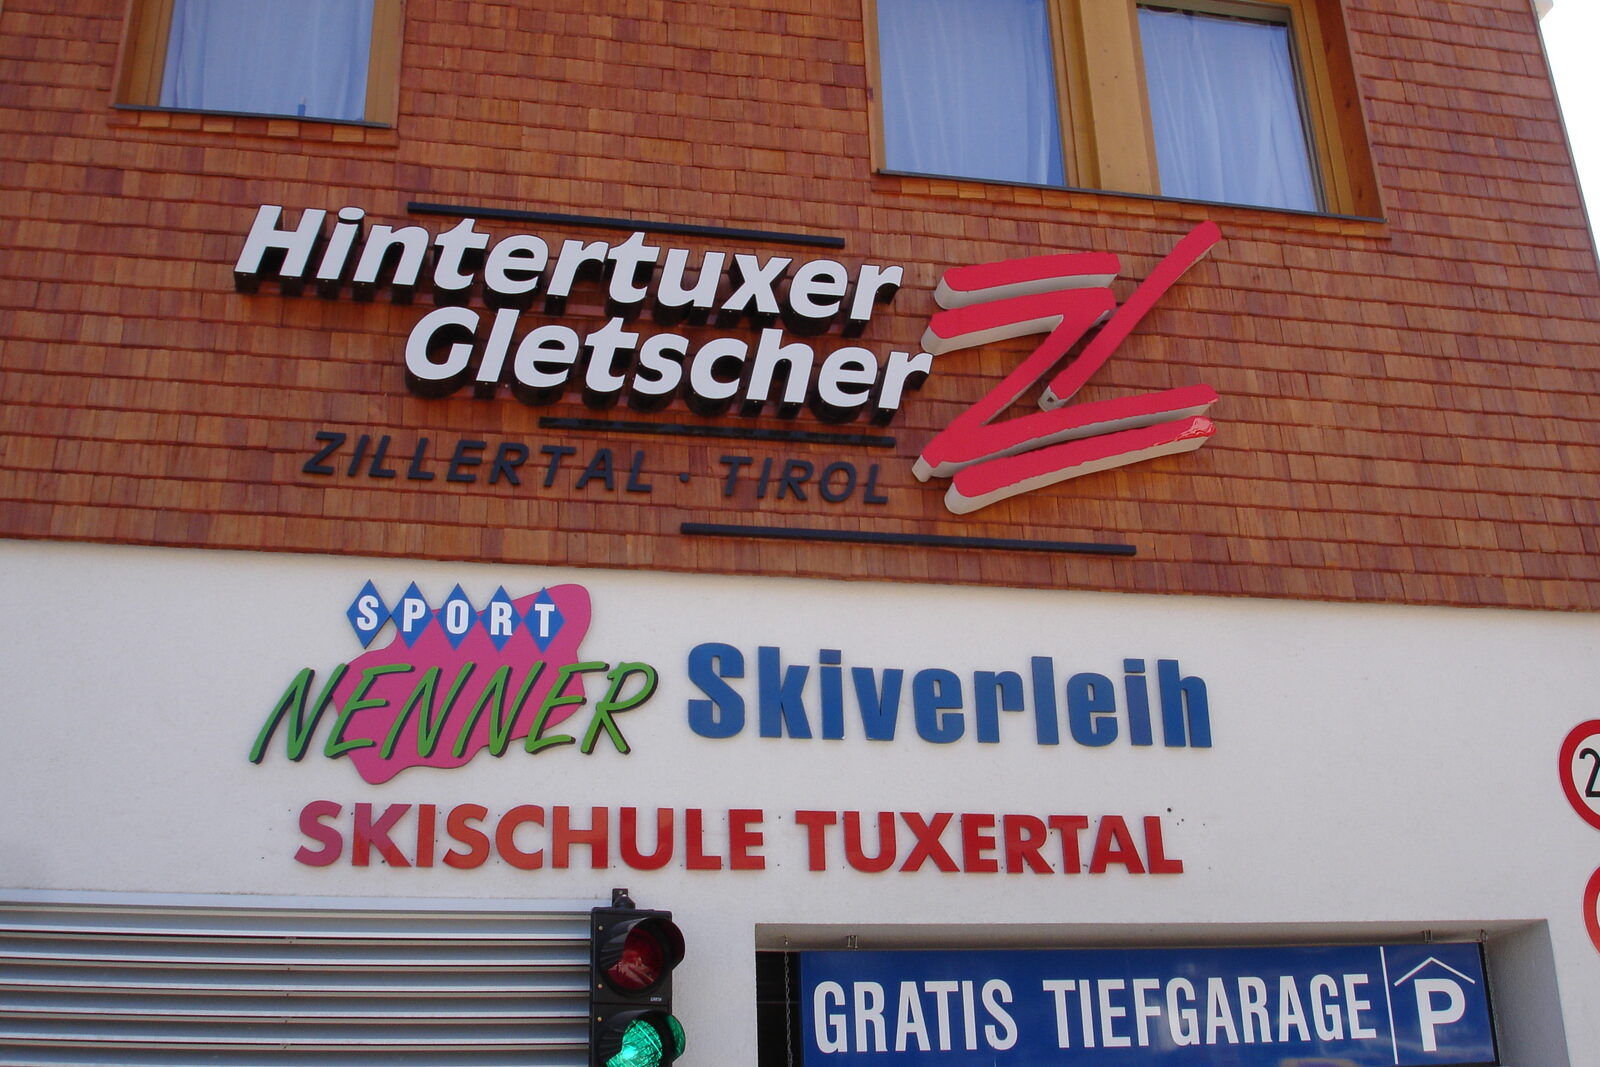 Hintertuxer
Gletscher
ZILLERTAL · TIROL
SPORT
NENNER Skiverleih
SKISCHULE TUXERTAL
GRATIS TIEFGARAGE P